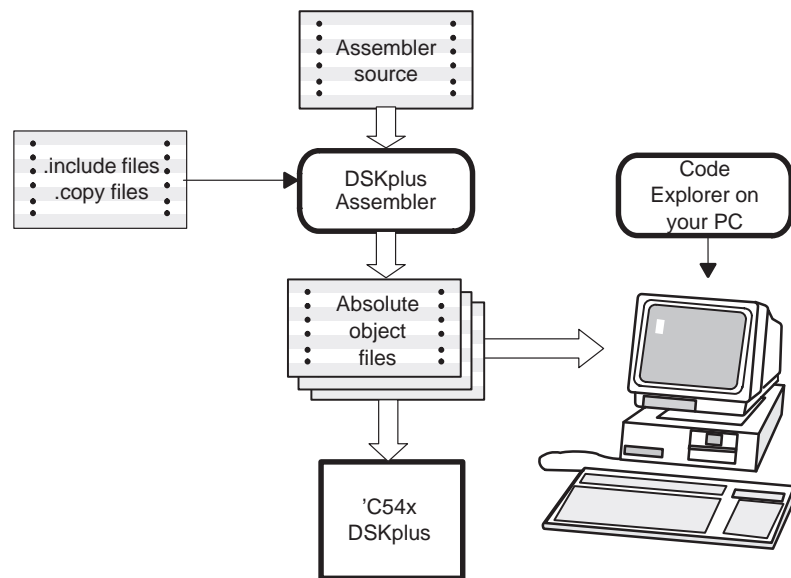 Assembler
source
.include files
.copy files
DSKplus
Assembler
Code
Explorer on
your PC
Absolute
object
files
’C54x
DSKplus